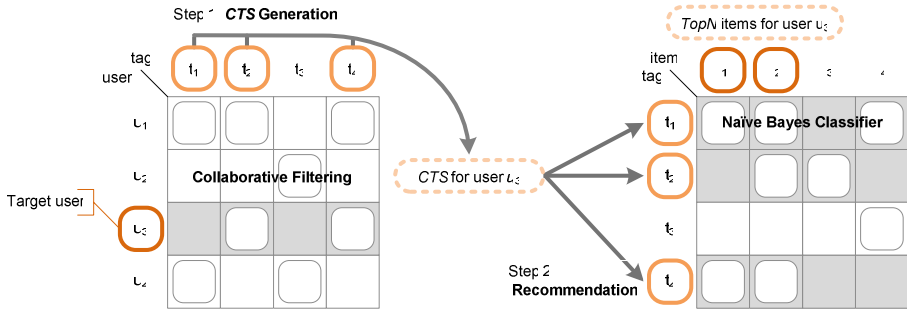 Step 1 CTS Generation
TopN items for user u3
tag
user
t1 t2 t3 t4
item
tag
1 2 3 4
u1
t1
Naïve Bayes Classifier
u2
Collaborative Filtering
CTS for user u3
t2
Target user
u3
t3
Step 2
Recommendation
t4